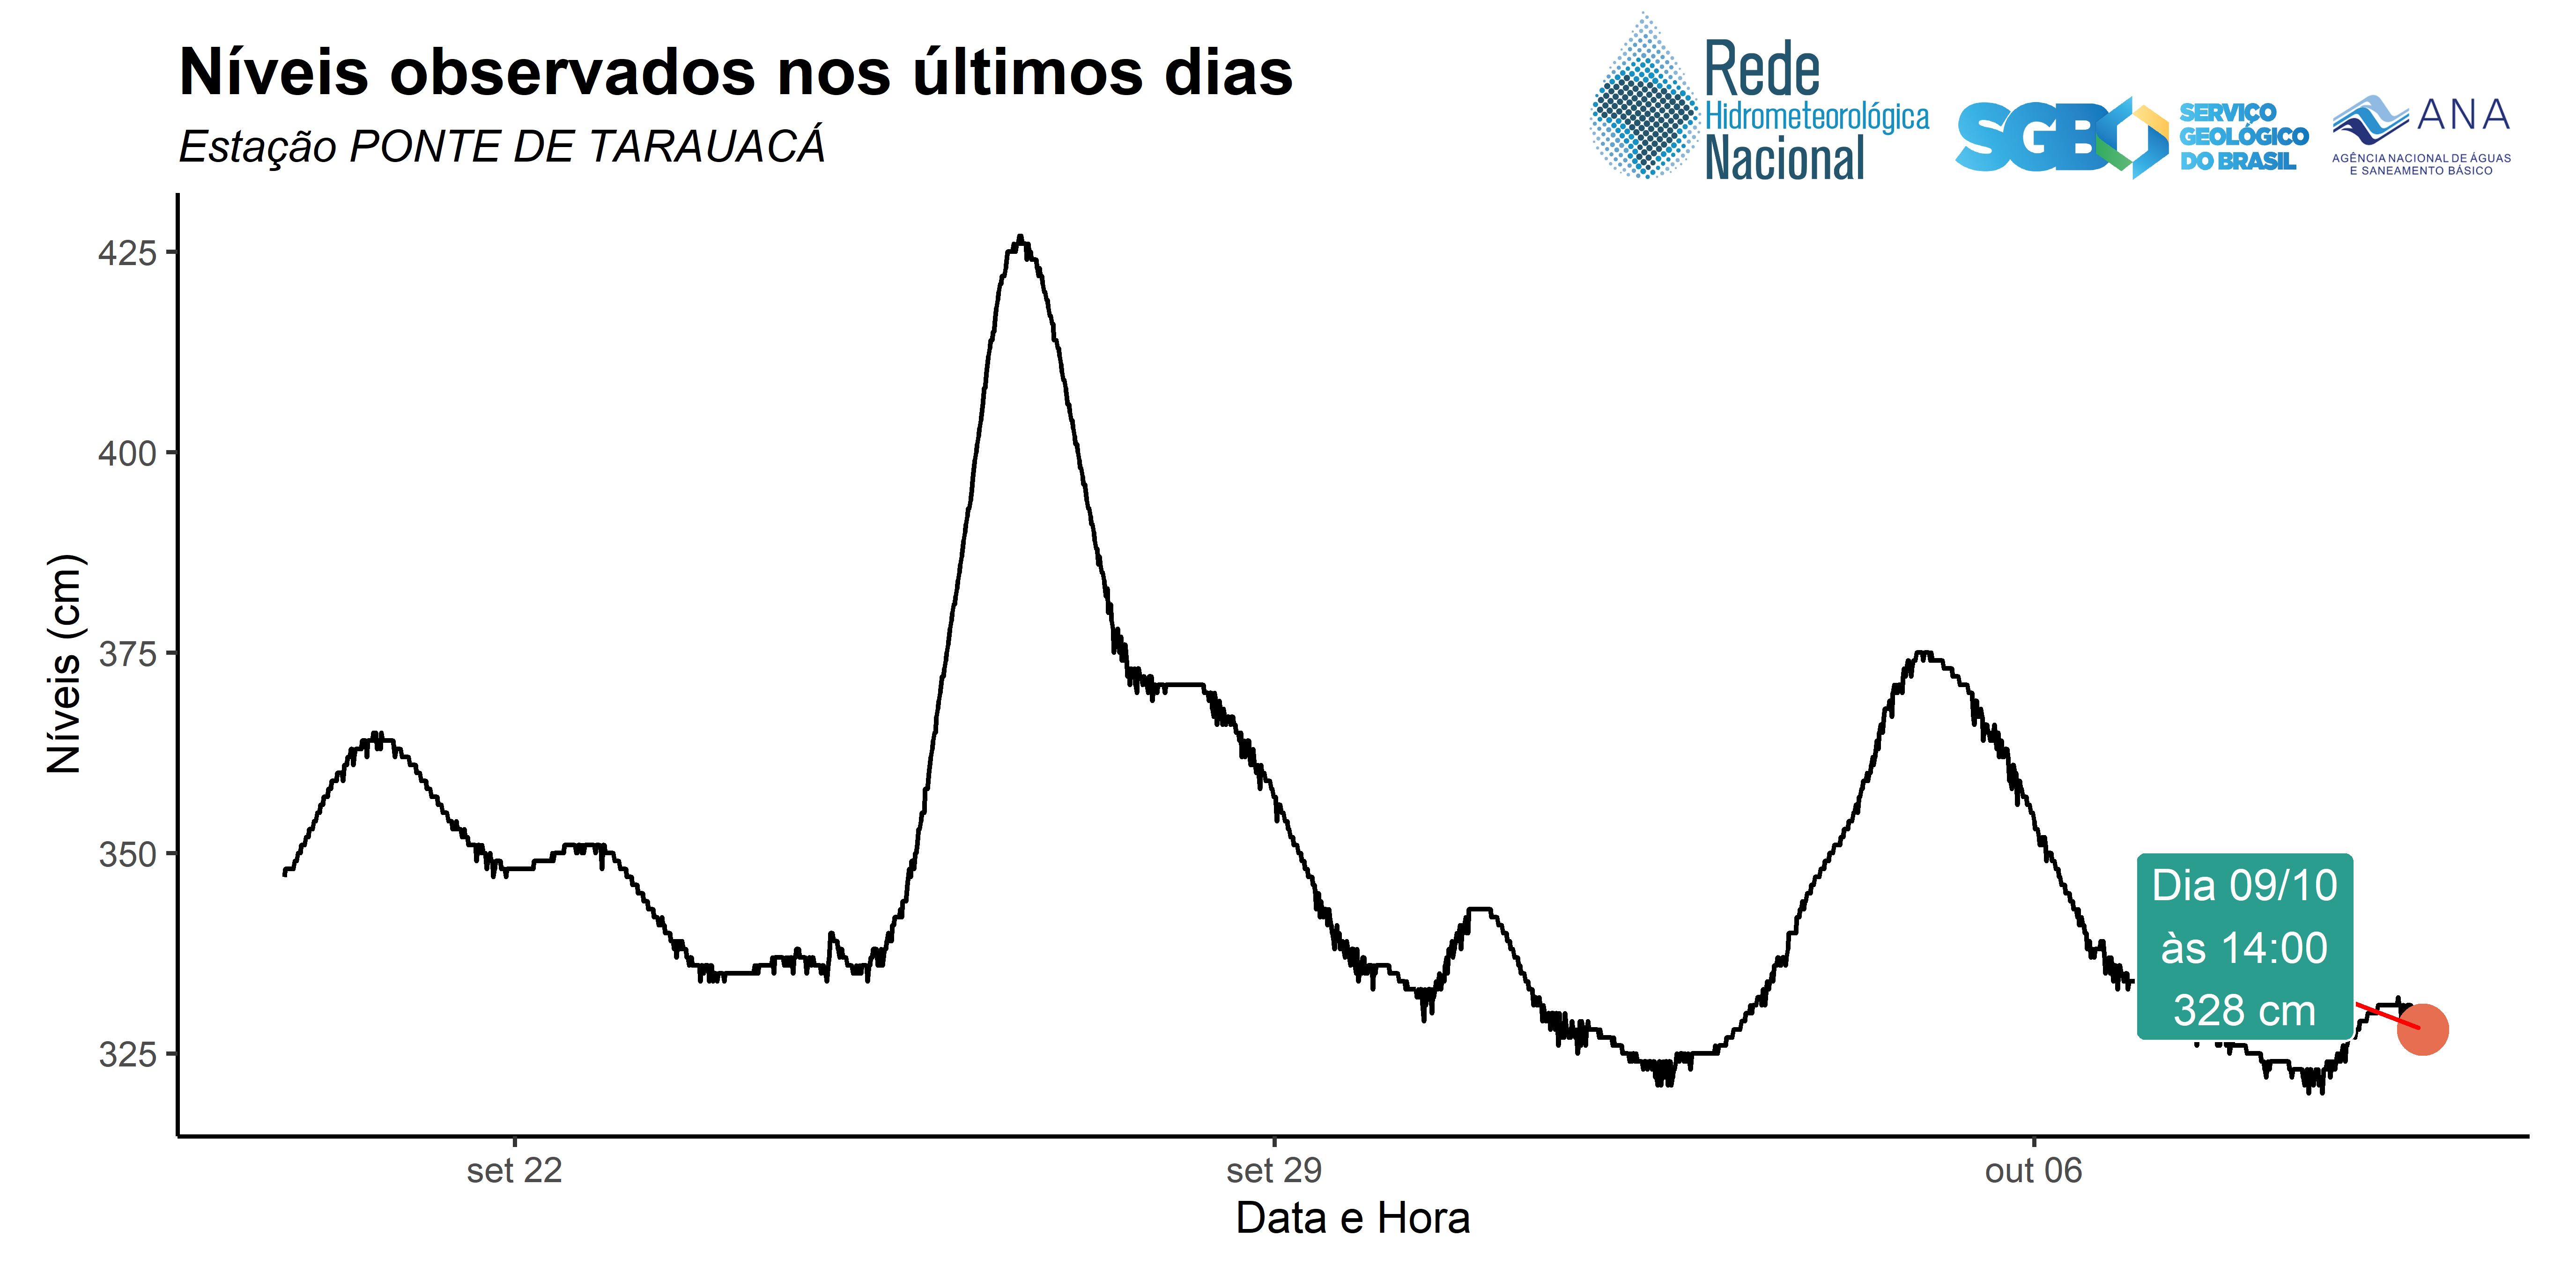 Níveis observados nos últimos dias
Estação PONTE DE TARAUACÁ
Rede
Hidrometeorológica
Nacional
SGB
SERVIÇO
GEOLÓGICO
DO BRASIL
ANA
AGÊNCIA NACIONAL DE ÁGUAS
E SANEAMENTO BÁSICO
Níveis (cm)
425
400
375
350
325
Dia 09/10
às 14:00
328 cm
set 22
set 29
out 06
Data e Hora